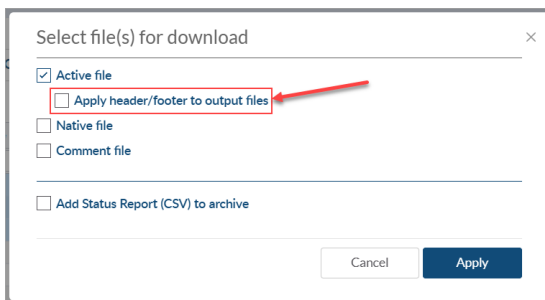 Select file(s) for download
Active file
Apply header/footer to output files
Native file
Comment file
Add Status Report (CSV) to archive
Cancel Apply